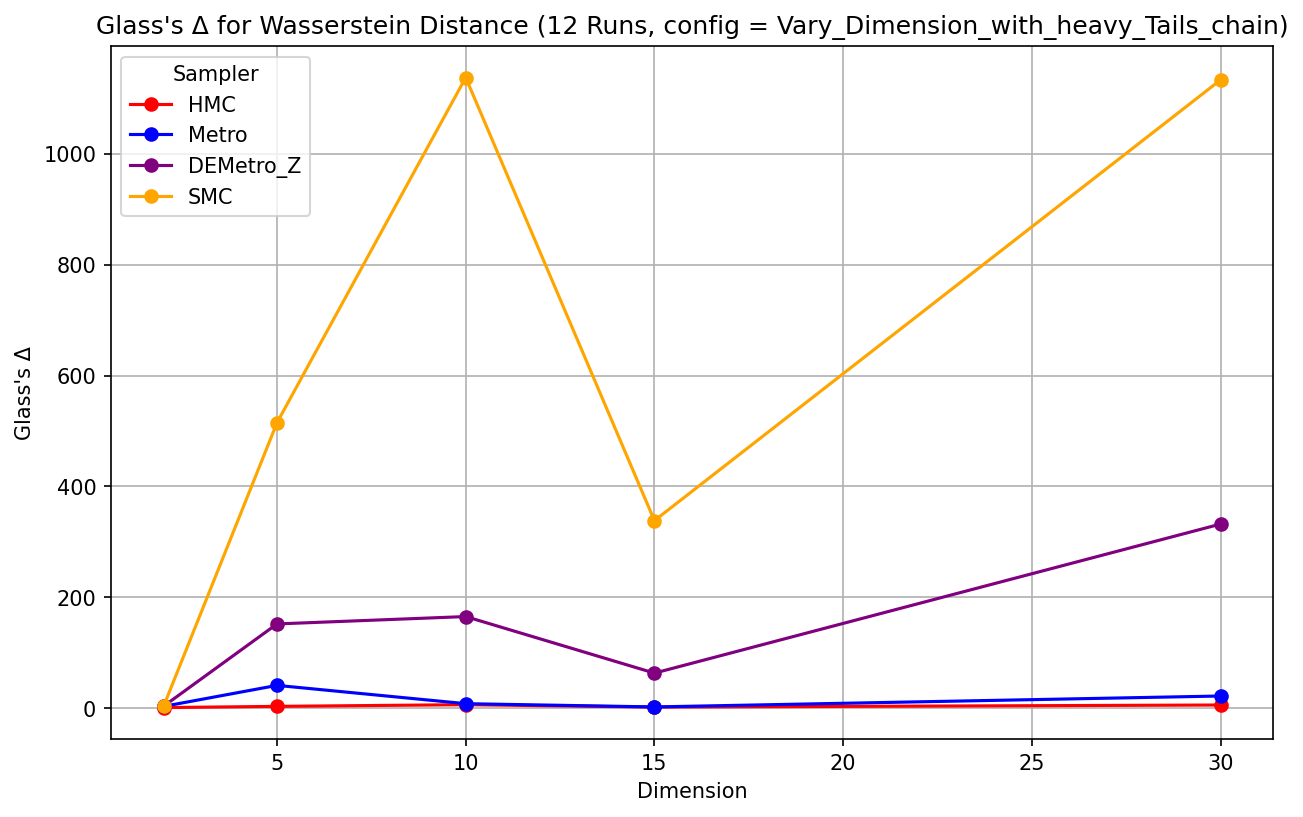 Glass's Δ for Wasserstein Distance (12 Runs, config = Vary_Dimension_with_heavy_Tails_chain)
Sampler
HMC
Metro
DEMetro_Z
SMC
Glass's Δ
1000
800
600
400
200
0
5
10
15
20
25
30
Dimension